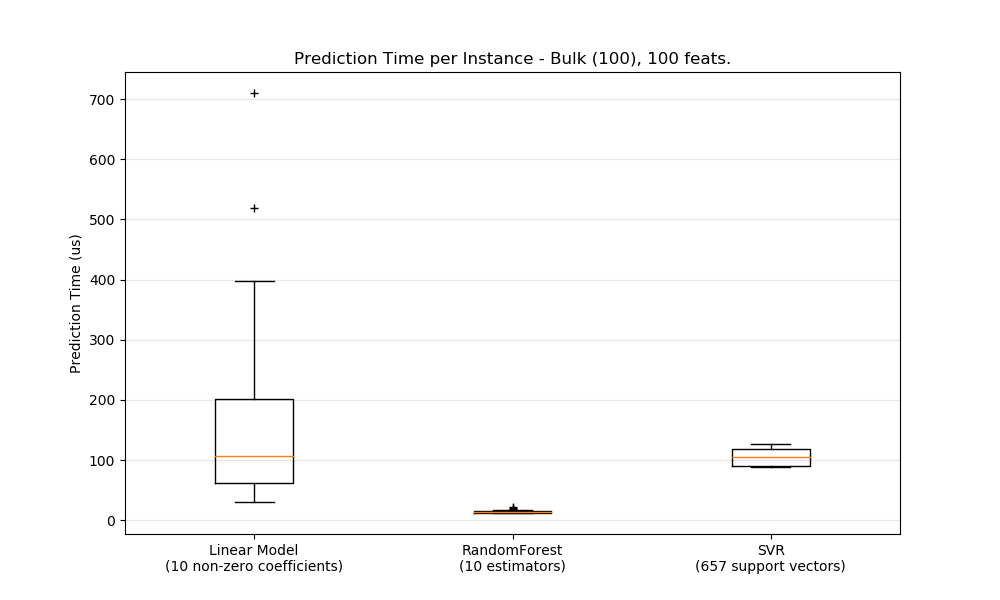 Prediction Time per Instance - Bulk (100), 100 feats.
Prediction Time (us)
700
600
500
400
300
200
100
0
Linear Model
(10 non-zero coefficients)
RandomForest
(10 estimators)
SVR
(657 support vectors)